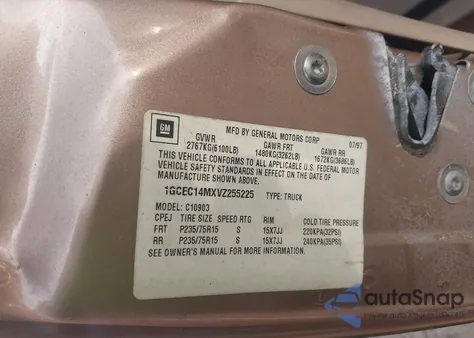 MFD BY GENERAL MOTORS CORP 07/97
GM
GVWR GAWR FRT GAWR RR
2767KG(6100LB) 1480KG(3262LB) 1672KG(3686LB)
THIS VEHICLE CONFORMS TO ALL APPLICABLE U.S. FEDERAL MOTOR
VEHICLE SAFETY STANDARDS IN EFFECT ON THE DATE OF
MANUFACTURE SHOWN ABOVE.
1GCEC14MXVZ255225 TYPE: TRUCK
MODEL: C10903
CPEJ TIRE SIZE SPEED RTG RIM COLD TIRE PRESSURE
FRT P235/75R15 S 15X7JJ 220KPA(32PSI)
RR P235/75R15 S 15X7JJ 240KPA(35PSI)
SEE OWNER'S MANUAL FOR MORE INFORMATION.
autaSnap